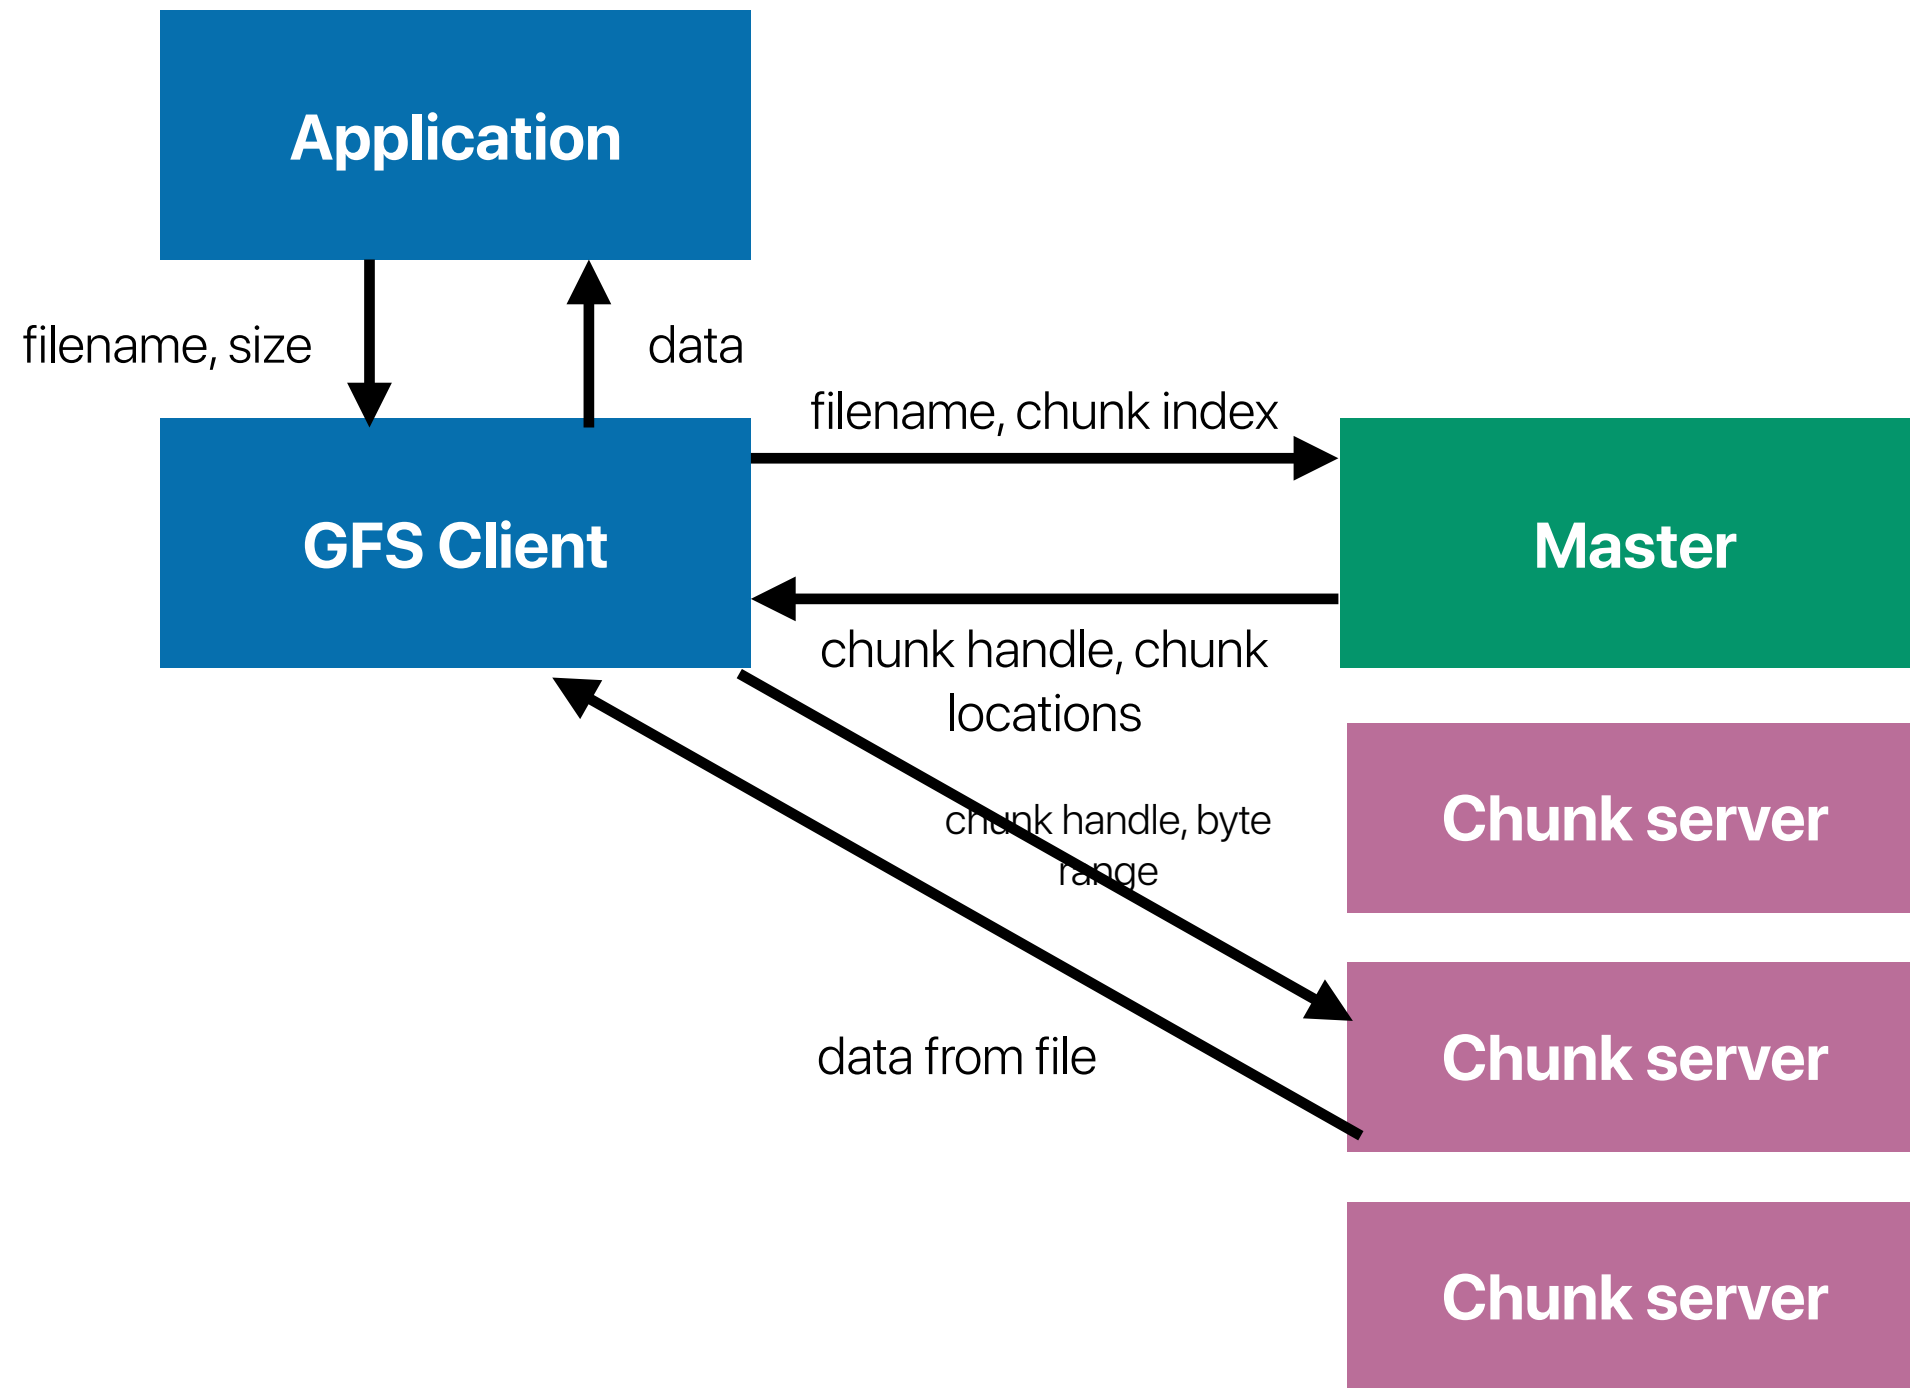 Application
filename, size
data
filename, chunk index
GFS Client
Master
chunk handle, chunk
locations
Chunk server
chunk handle, byte
range
Chunk server
data from file
Chunk server